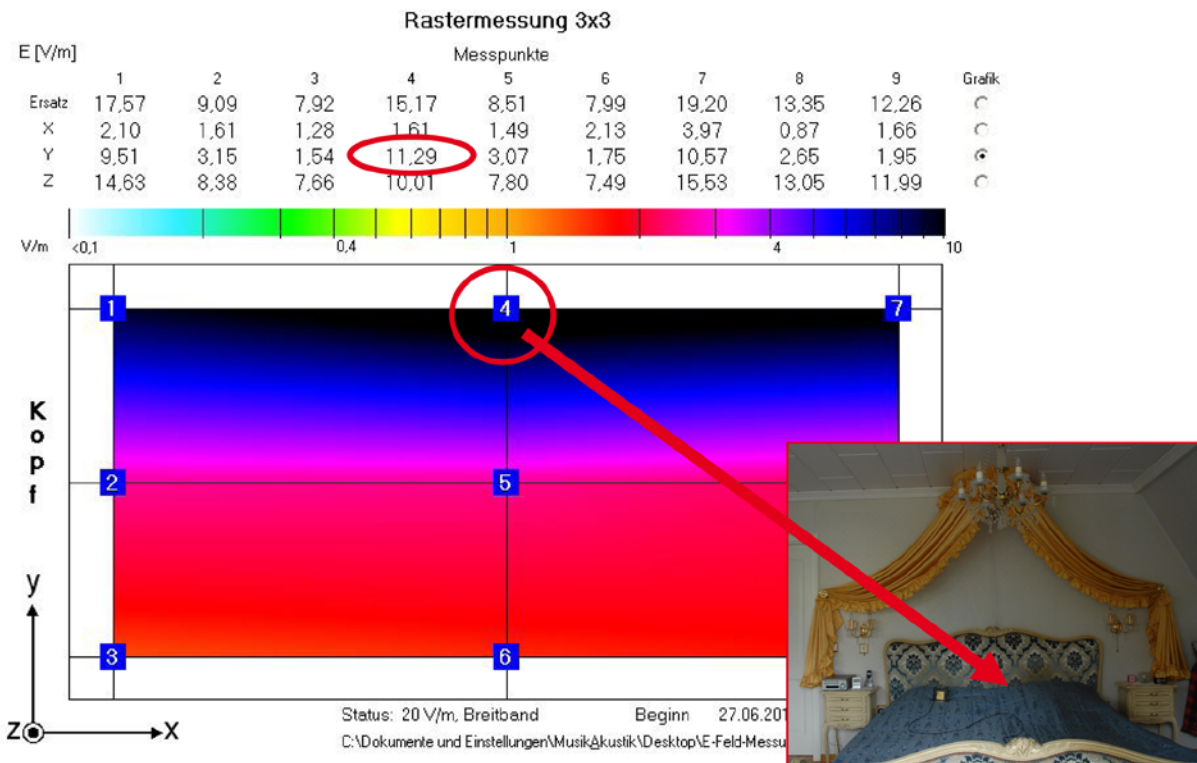 Rastermessung 3x3
E [V/m]
Messpunkte
1 2 3 4 5 6 7 8 9 Grafik
Ersatz 17,57 9,09 7,92 15,17 8,51 7,99 19,20 13,35 12,26
X 2,10 1,61 1,28 1,61 1,49 2,13 3,97 0,87 1,66
Y 9,51 3,15 1,54 11,29 3,07 1,75 10,57 2,65 1,95
Z 14,63 8,38 7,66 10,01 7,80 7,49 15,53 13,05 11,99
V/m <0,1 0,4 1 4 10
1 4 7
Kopf
2 5
y
3 6
Z X
Status: 20 V/m, Breitband Beginn 27.06.201
C:\Dokumente und Einstellungen\MusikAkustik\Desktop\E-Feld-Messu